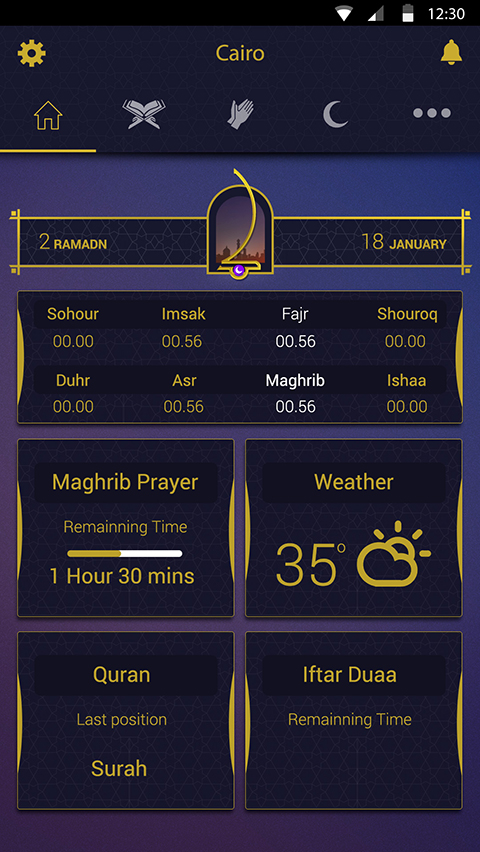 12:30
Cairo
2 RAMADN
18 JANUARY
Sohour Imsak Fajr Shouroq
00.00 00.56 00.56 00.00
Duhr Asr Maghrib Ishaa
00.00 00.56 00.56 00.00
Maghrib Prayer
Remainning Time
1 Hour 30 mins
Weather
35°
Quran
Last position
Surah
Iftar Duaa
Remainning Time